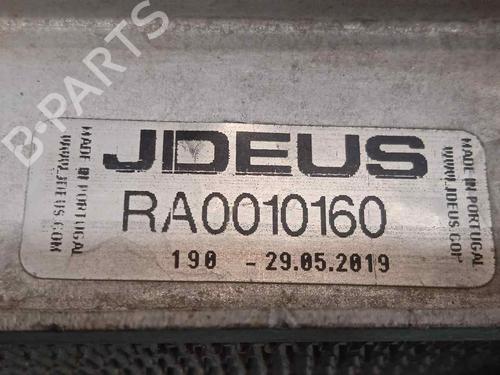 B-PARTS
JDEUS
RA0010160
190 - 29.05.2019
MADE IN PORTUGAL
WWW.JDEUS.COM
MADE IN PORTUGAL
WWW.JDEUS.COM